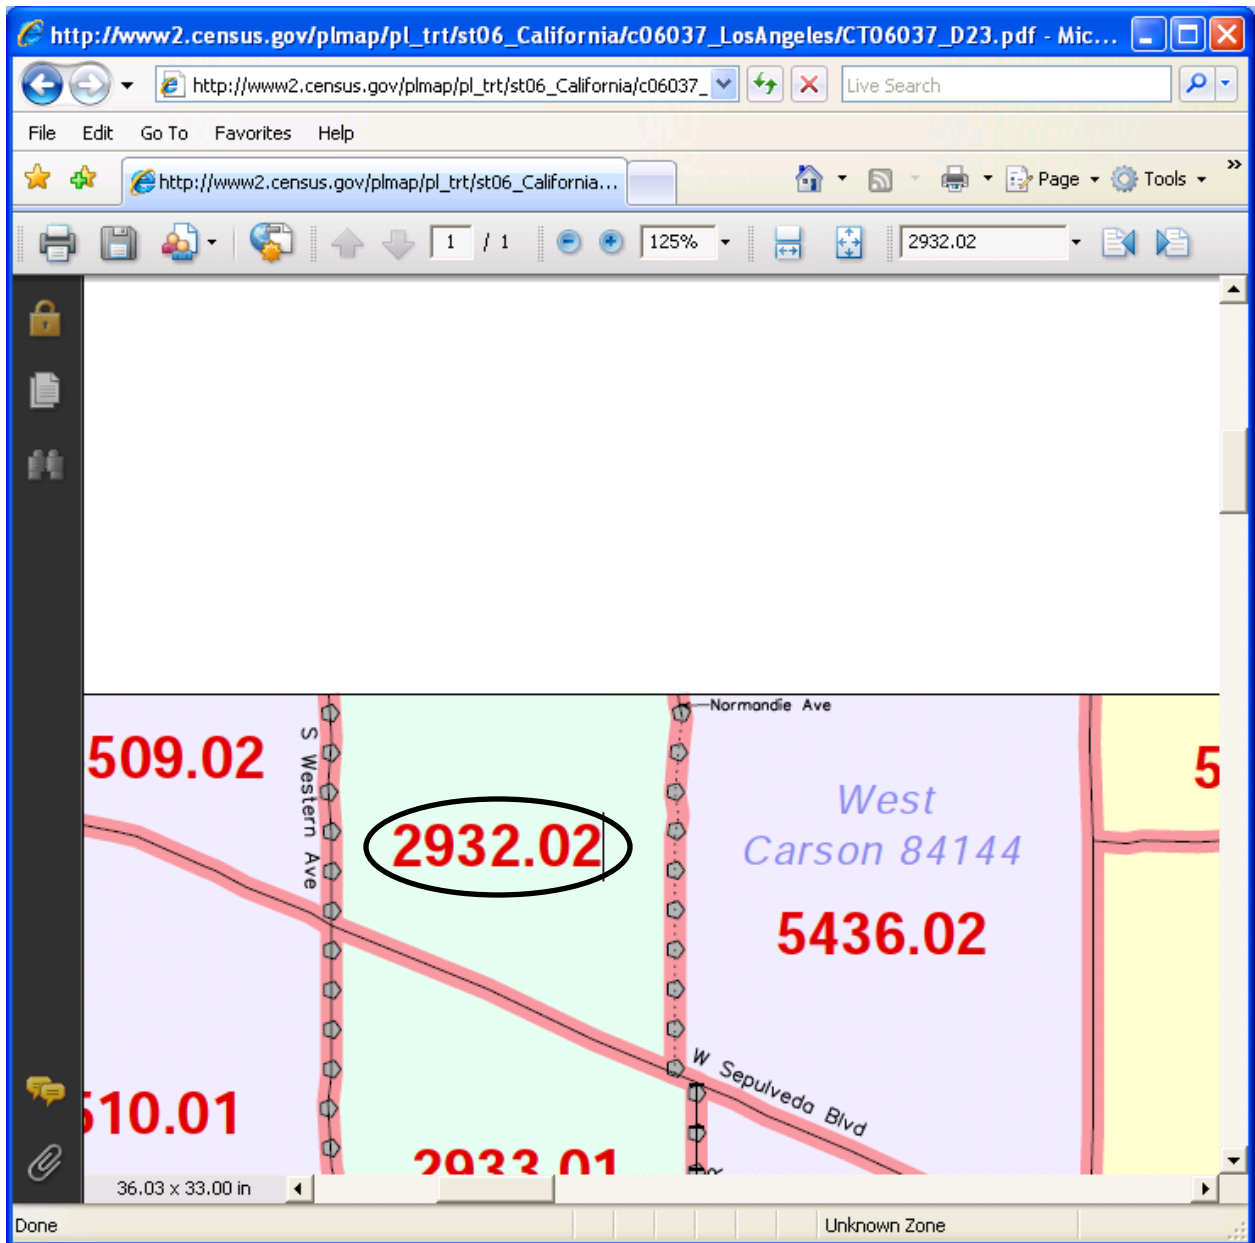 http://www2.census.gov/plmap/pl_trt/st06_California/c06037_LosAngeles/CT06037_D23.pdf - Mic...
http://www2.census.gov/plmap/pl_trt/st06_California/c06037_
Live Search
File Edit Go To Favorites Help
http://www2.census.gov/plmap/pl_trt/st06_California...
Page
Tools
»
1 / 1
125%
2932.02
Normandie Ave
509.02
S Western Ave
5
West
Carson 84144
2932.02
5436.02
W Sepulveda Blvd
510.01
2933.01
36.03 x 33.00 in
Done
Unknown Zone